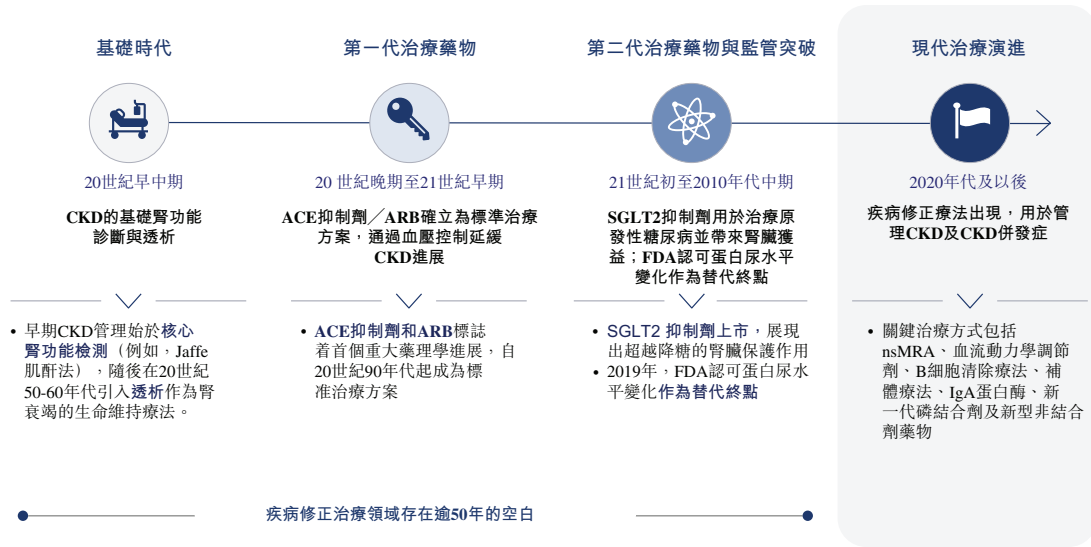 基礎時代
20世紀早中期
CKD的基礎腎功能
診斷與透析
• 早期CKD管理始於核心
腎功能檢測（例如，Jaffe
肌酐法），隨後在20世紀
50-60年代引入透析作為腎
衰竭的生命維持療法。
第一代治療藥物
20 世紀晚期至21世紀早期
ACE抑制劑／ARB確立為標準治療
方案，通過血壓控制延緩
CKD進展
• ACE抑制劑和ARB標誌
着首個重大藥理學進展，自
20世紀90年代起成為標
准治療方案
第二代治療藥物與監管突破
21世紀初至2010年代中期
SGLT2抑制劑用於治療原
發性糖尿病並帶來腎臟獲
益；FDA認可蛋白尿水平
變化作為替代終點
• SGLT2 抑制劑上市，展現
出超越降糖的腎臟保護作用
• 2019年，FDA認可蛋白尿水
平變化作為替代終點
現代治療演進
2020年代及以後
疾病修正療法出現，用於管
理CKD及CKD併發症
• 關鍵治療方式包括
nsMRA、血流動力學調節
劑、B細胞清除療法、補
體療法、IgA蛋白酶、新
一代磷結合劑及新型非結合
劑藥物
疾病修正治療領域存在逾50年的空白